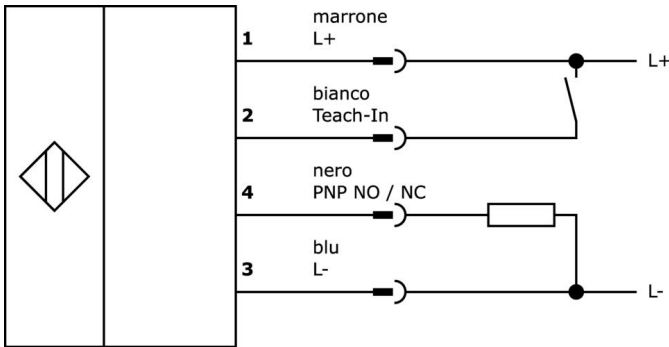 marrone
1 L+
L+
bianco
2 Teach-In
nero
4 PNP NO / NC
blu
3 L-
L-